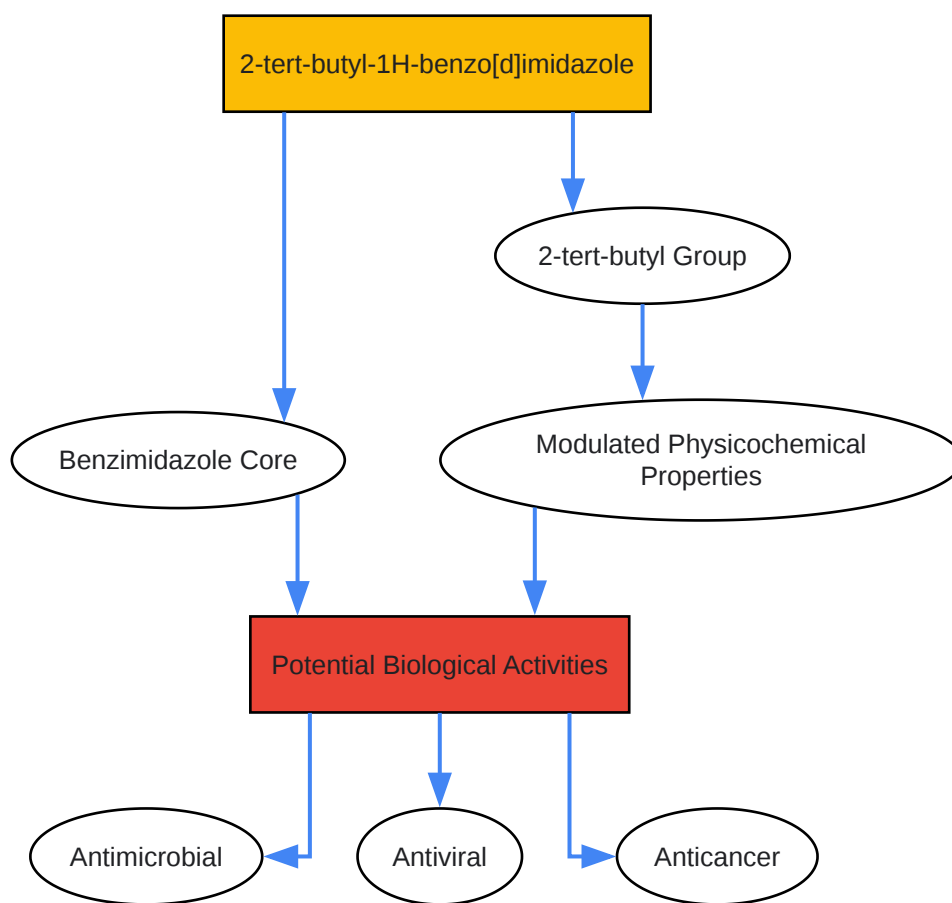 2-tert-butyl-1H-benzo[d]imidazole
2-tert-butyl Group
Benzimidazole Core
Modulated Physicochemical
Properties
Potential Biological Activities
Antimicrobial
Antiviral
Anticancer